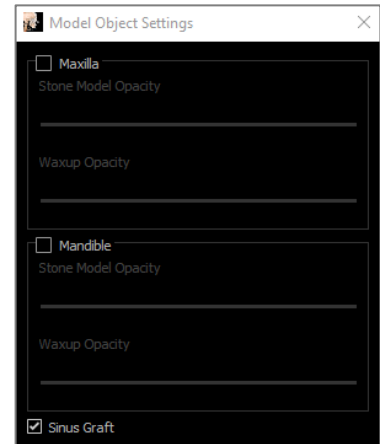 Model Object Settings
Maxilla
Stone Model Opacity
Waxup Opacity
Mandible
Stone Model Opacity
Waxup Opacity
Sinus Graft